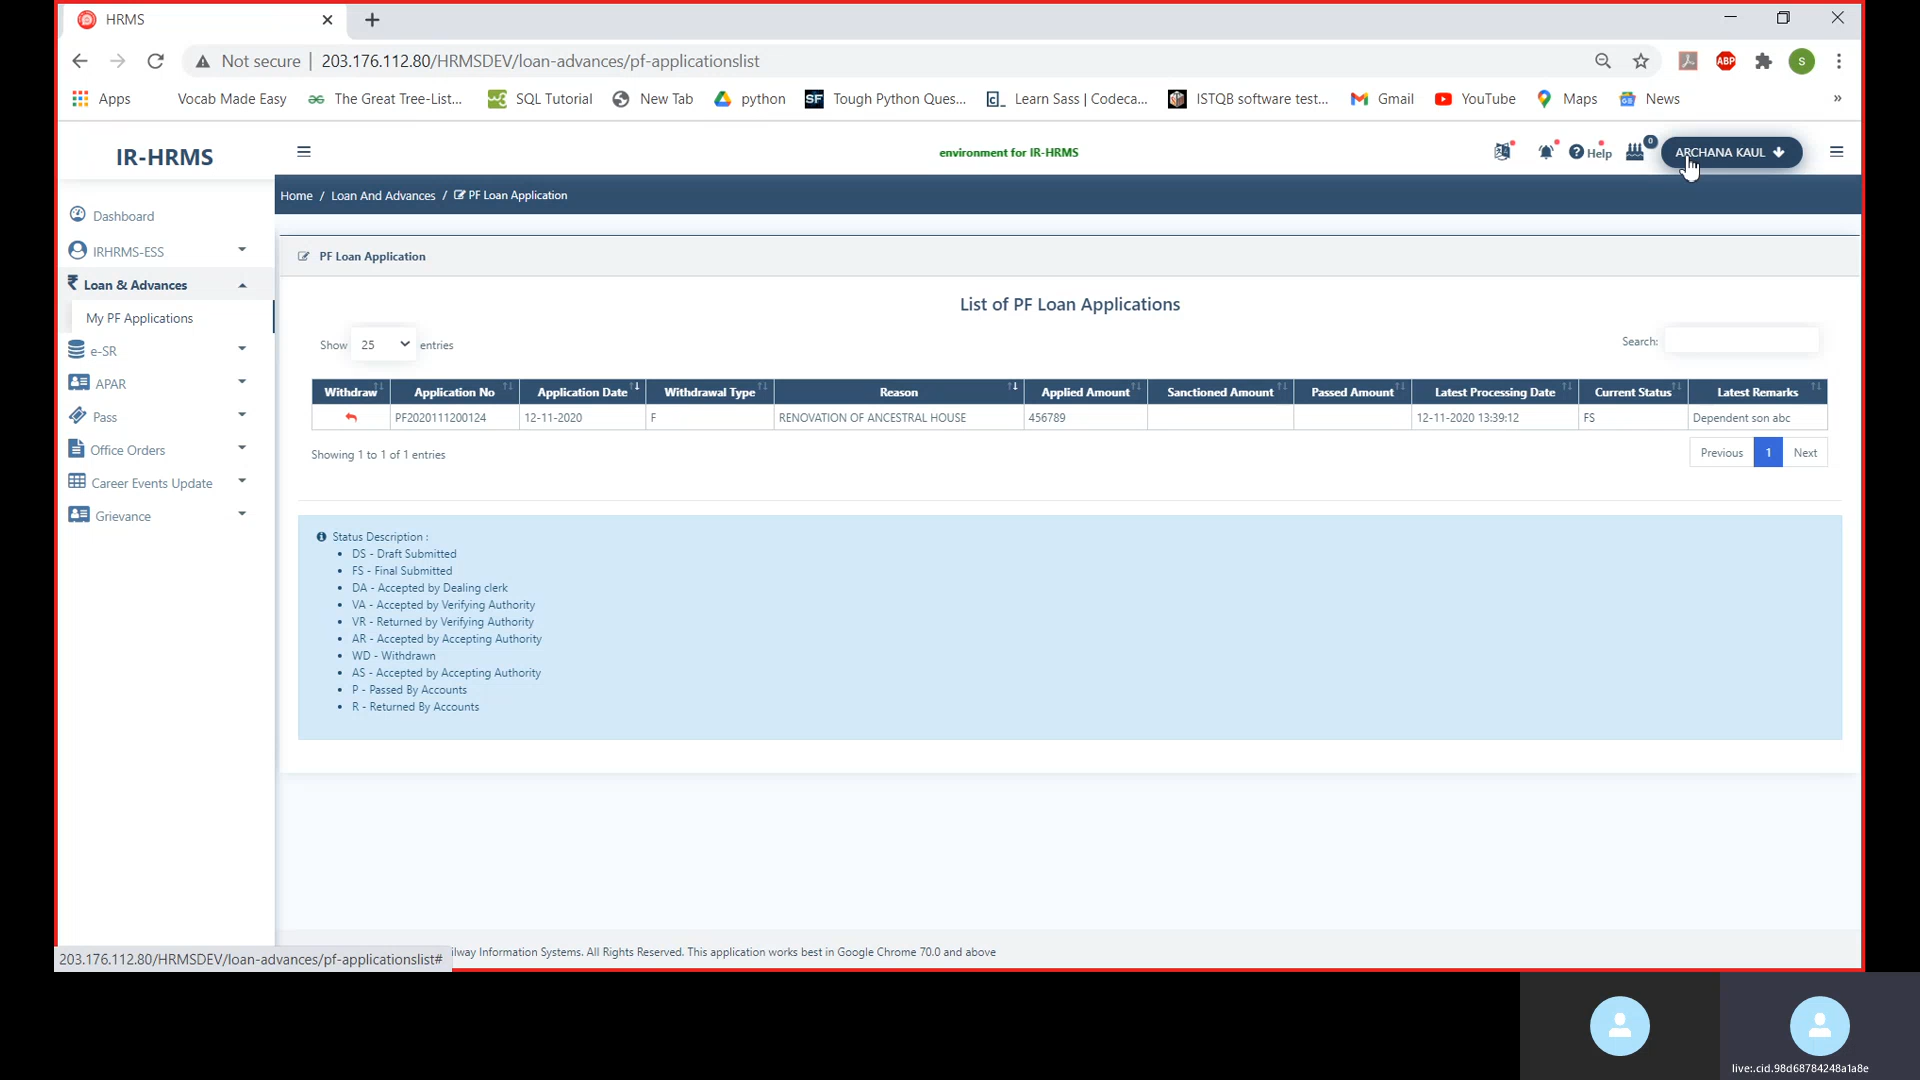 HRMS
Not secure | 203.176.112.80/HRMSDEV/loan-advances/pf-applicationslist
ABP
S
Apps Vocab Made Easy The Great Tree-List... SQL Tutorial New Tab python SF Tough Python Ques... Learn Sass | Codeca... ISTQB software test... Gmail YouTube Maps News »
IR-HRMS
environment for IR-HRMS
Help
0
ARCHANA KAUL
Home / Loan And Advances / PF Loan Application
Dashboard
IRHRMS-ESS
Loan & Advances
My PF Applications
e-SR
APAR
Pass
Office Orders
Career Events Update
Grievance
PF Loan Application
List of PF Loan Applications
Show 25 entries
Search:
Withdraw Application No Application Date Withdrawal Type Reason Applied Amount Sanctioned Amount Passed Amount Latest Processing Date Current Status Latest Remarks
PF2020111200124 12-11-2020 F RENOVATION OF ANCESTRAL HOUSE 456789 12-11-2020 13:39:12 FS Dependent son abc
Showing 1 to 1 of 1 entries
Previous 1 Next
Status Description :
• DS - Draft Submitted
• FS - Final Submitted
• DA - Accepted by Dealing clerk
• VA - Accepted by Verifying Authority
• VR - Returned by Verifying Authority
• AR - Accepted by Accepting Authority
• WD - Withdrawn
• AS - Accepted by Accepting Authority
• P - Passed By Accounts
• R - Returned By Accounts
203.176.112.80/HRMSDEV/loan-advances/pf-applicationslist#
ilway Information Systems. All Rights Reserved. This application works best in Google Chrome 70.0 and above
live:.cid.98d68784248a1a8e